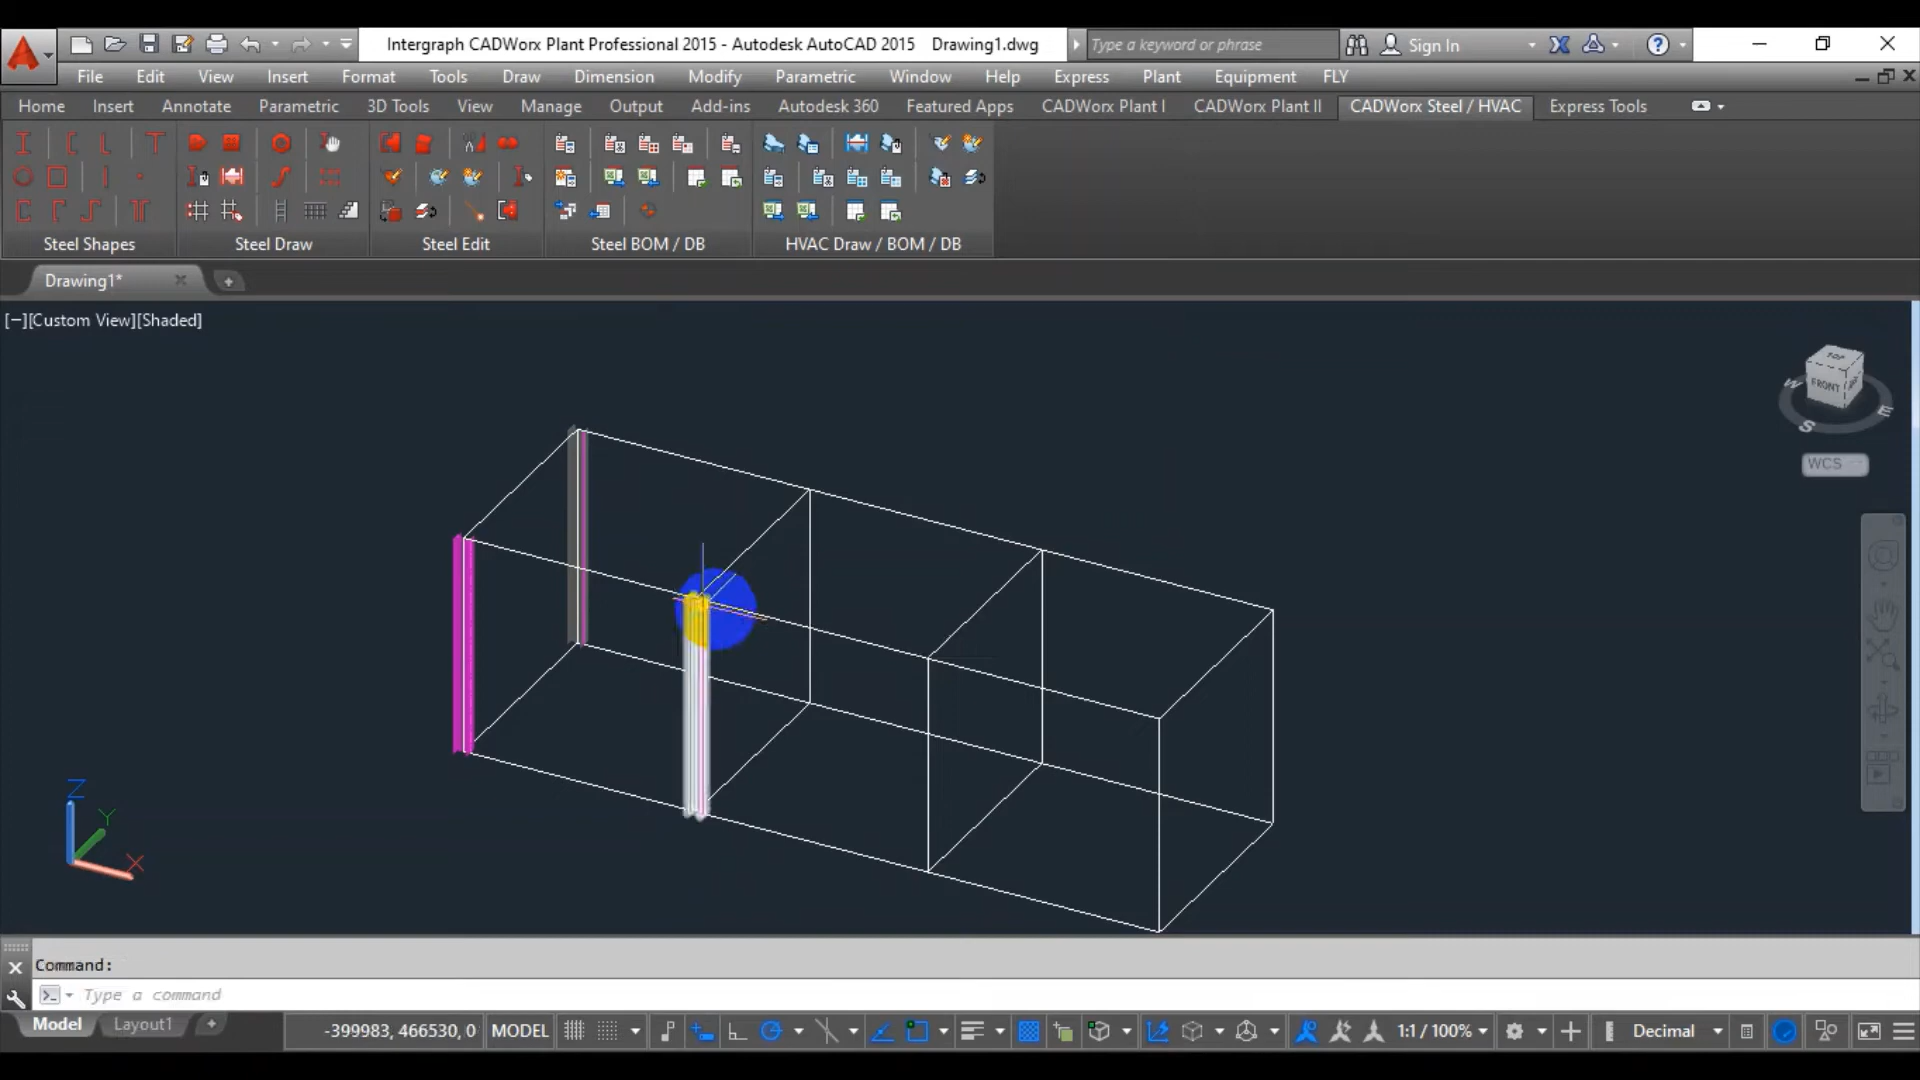 Intergraph CADWorx Plant Professional 2015 - Autodesk AutoCAD 2015 Drawing1.dwg
Type a keyword or phrase
Sign In
File Edit View Insert Format Tools Draw Dimension Modify Parametric Window Help Express Plant Equipment FLY
Home Insert Annotate Parametric 3D Tools View Manage Output Add-ins Autodesk 360 Featured Apps CADWorx Plant I CADWorx Plant II CADWorx Steel / HVAC Express Tools
Steel Shapes Steel Draw Steel Edit Steel BOM / DB HVAC Draw / BOM / DB
Drawing1*
[−][Custom View][Shaded]
TOP
W FRONT E
S
WCS
Z
Y
X
Command:
Type a command
Model Layout1
-399983, 466530, 0 MODEL 1:1 / 100% Decimal